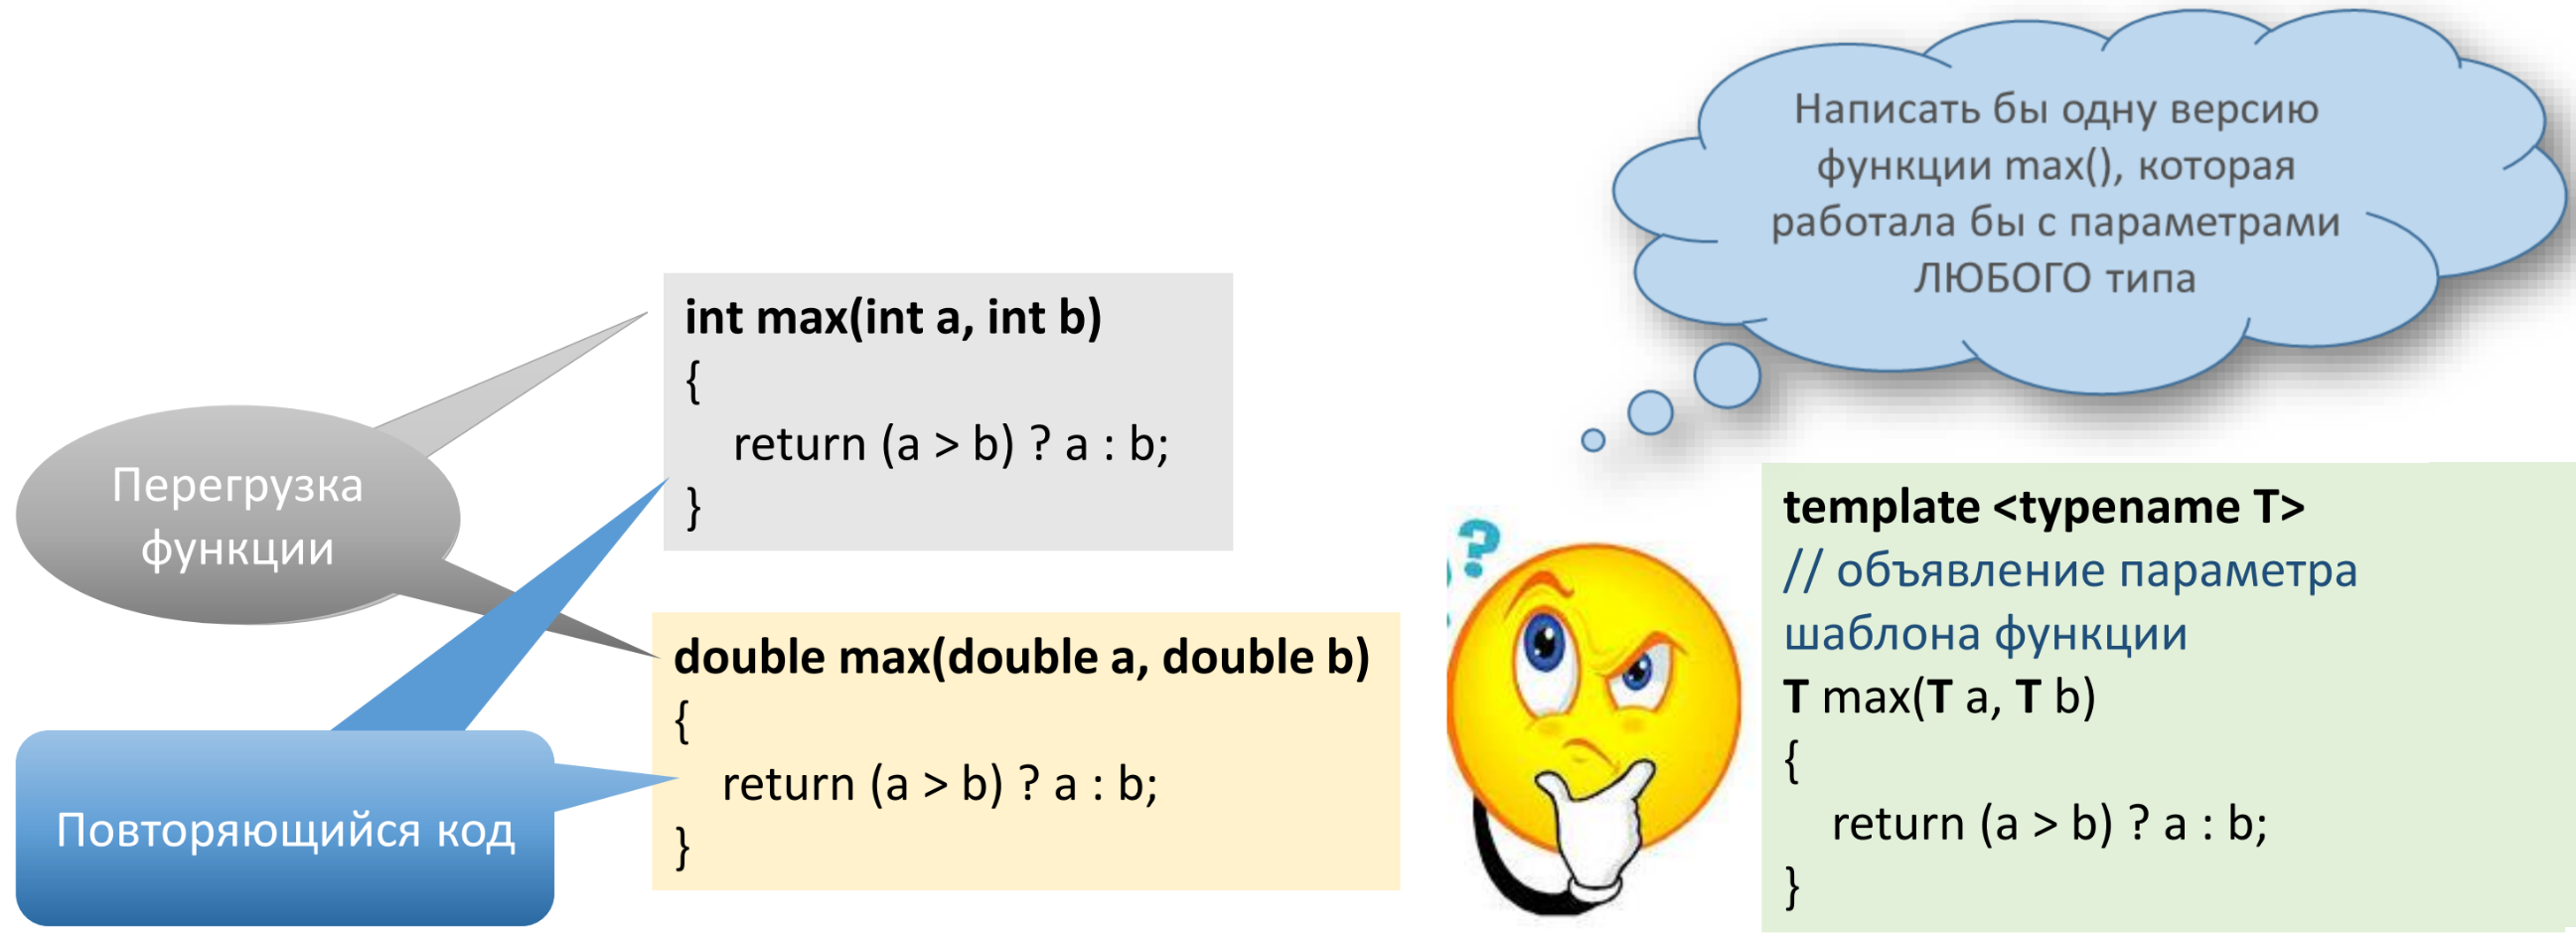 Перегрузка
функции
Повторяющийся код
int max(int a, int b)
{
return (a > b) ? a : b;
}
double max(double a, double b)
{
return (a > b) ? a : b;
}
Написать бы одну версию
функции max(), которая
работала бы с параметрами
ЛЮБОГО типа
?
template <typename T>
// объявление параметра
шаблона функции
T max(T a, T b)
{
return (a > b) ? a : b;
}